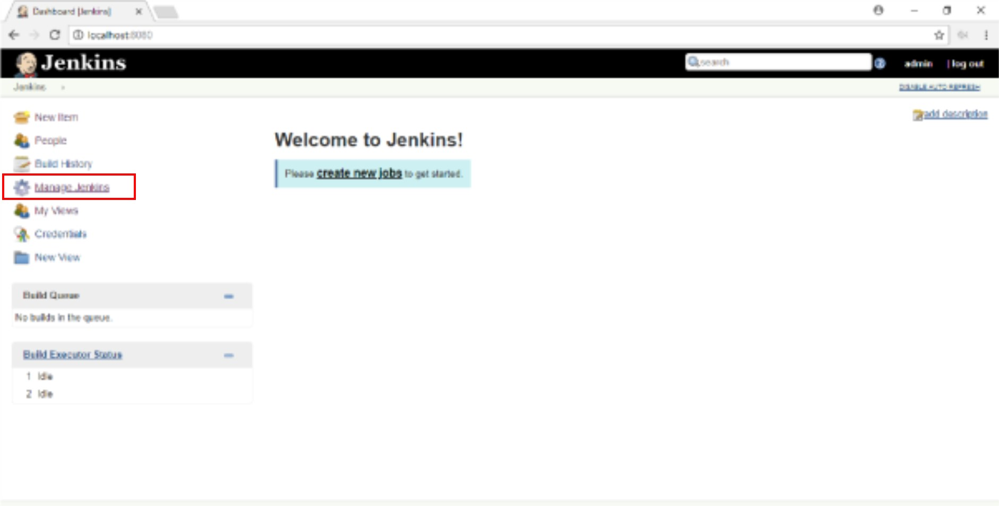 Dashboard [Jenkins]
localhost:8080
Jenkins
search
admin
| log out
Jenkins
DISABLE AUTO REFRESH
New Item
People
Build History
Manage Jenkins
My Views
Credentials
New View
add description
Welcome to Jenkins!
Please create new jobs to get started.
Build Queue
No builds in the queue.
Build Executor Status
1 Idle
2 Idle